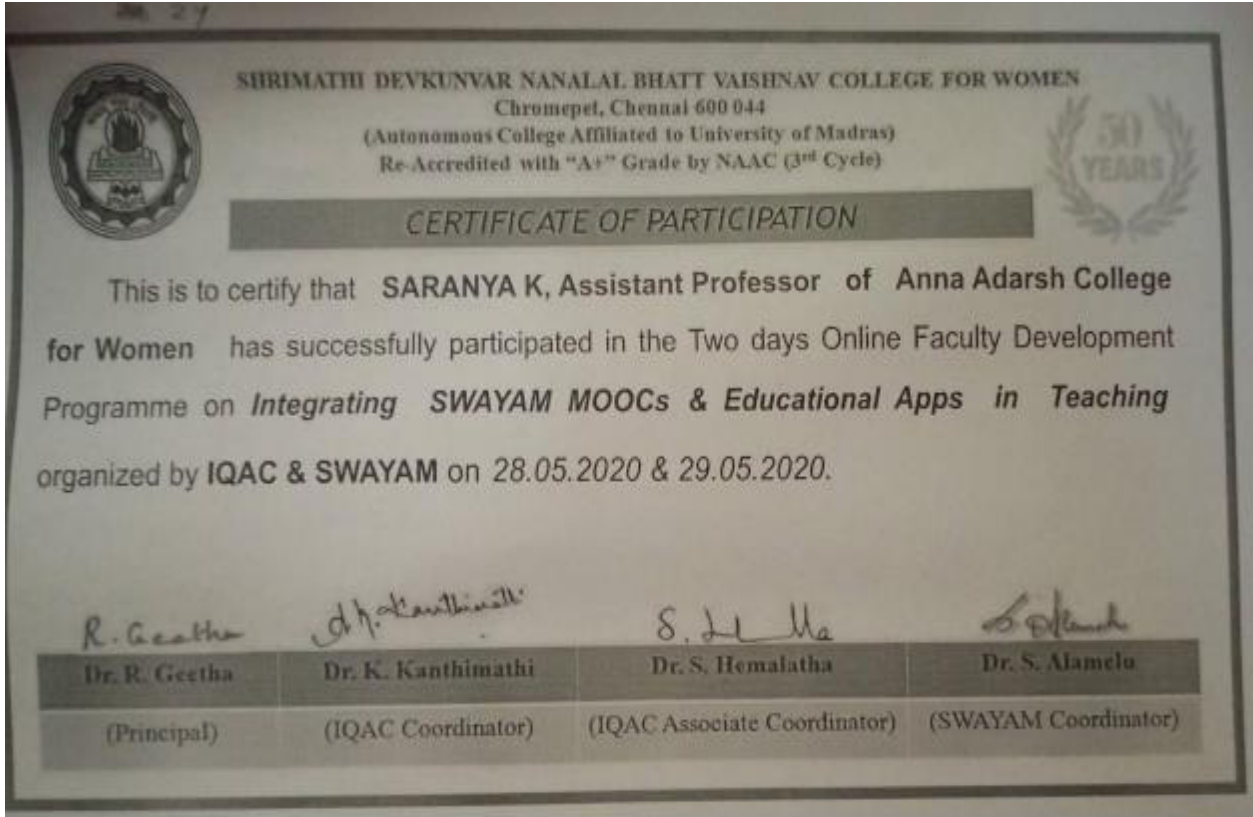 24
SHRIMATHI DEVKUNVAR NANALAL BHATT VAISHNAV COLLEGE FOR WOMEN
Chromepet, Chennai 600 044
(Autonomous College Affiliated to University of Madras)
Re-Accredited with “A+” Grade by NAAC (3rd Cycle)
50
YEARS
CERTIFICATE OF PARTICIPATION
This is to certify that SARANYA K, Assistant Professor of Anna Adarsh College
for Women has successfully participated in the Two days Online Faculty Development
Programme on Integrating SWAYAM MOOCs & Educational Apps in Teaching
organized by IQAC & SWAYAM on 28.05.2020 & 29.05.2020.
R. Geetha
S. Alamelu
Dr. R. Geetha Dr. K. Kanthimathi Dr. S. Hemalatha Dr. S. Alamelu
(Principal) (IQAC Coordinator) (IQAC Associate Coordinator) (SWAYAM Coordinator)